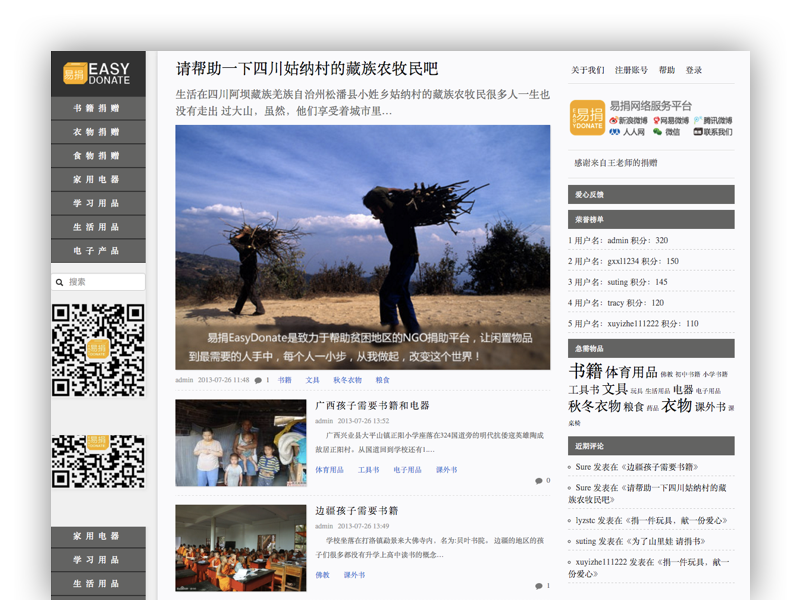 易捐
EASY
DONATE
书籍捐赠
衣物捐赠
食物捐赠
家用电器
学习用品
生活用品
电子产品
搜索
易捐
易捐
家用电器
学习用品
生活用品
请帮助一下四川姑纳村的藏族农牧民吧
生活在四川阿坝藏族羌族自治州松潘县小姓乡姑纳村的藏族农牧民很多人一生也
没有走出 过大山，虽然，他们享受着城市里…
易捐EasyDonate是致力于帮助贫困地区的NGO捐助平台，让闲置物品
到最需要的人手中，每个人一小步，从我做起，改变这个世界！
admin 2013-07-26 11:48 1 书籍 文具 秋冬衣物 粮食
广西孩子需要书籍和电器
admin 2013-07-26 13:52
广西兴业县大平山镇正阳小学座落在324国道旁的明代抗倭寇英雄陶成
故居正阳村。从国道回到学校还有1….
体育用品 工具书 电子用品 课外书
0
边疆孩子需要书籍
admin 2013-07-26 13:49
学校坐落在打洛镇勐景来大佛寺内，名为:贝叶书院， 边疆的地区的孩
子们很多都没有升学上高中读书的概念…
佛教 课外书
1
关于我们 注册账号 帮助 登录
易捐
EASY
DONATE
易捐网络服务平台
新浪微博 网易微博 腾讯微博
人人网 微信 联系我们
感谢来自王老师的捐赠
爱心反馈
荣誉榜单
1 用户名：admin 积分：320
2 用户名：gxxl1234 积分：150
3 用户名：suting 积分：145
4 用户名：tracy 积分：120
5 用户名：xuyizhe111222 积分：110
急需物品
书籍 体育用品 佛教 初中书籍 小学书籍
工具书 文具 玩具 生活用品 电器 电子用品
秋冬衣物 粮食 药品 衣物 课外书 课
桌椅
近期评论
Sure 发表在《边疆孩子需要书籍》
Sure 发表在《请帮助一下四川姑纳村的藏
族农牧民吧》
lyzstc 发表在《捐一件玩具，献一份爱心》
suting 发表在《为了山里娃 请捐书》
xuyizhe111222 发表在《捐一件玩具，献一
份爱心》